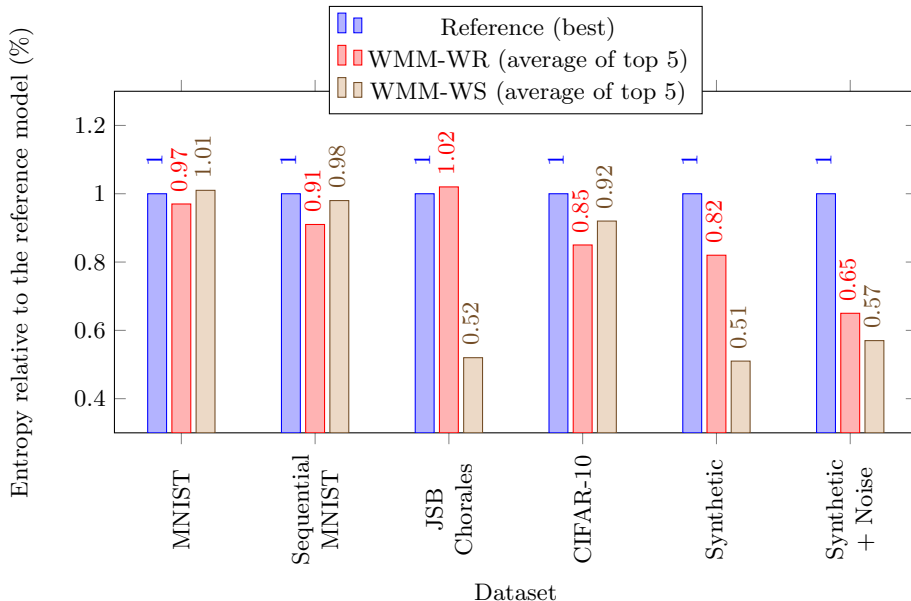 Reference (best)
WMM-WR (average of top 5)
WMM-WS (average of top 5)
Entropy relative to the reference model (%)
1.2
1
0.8
0.6
0.4
1
0.97
1.01
1
0.91
0.98
1
1.02
0.52
1
0.85
0.92
1
0.82
0.51
1
0.65
0.57
MNIST
Sequential
MNIST
JSB
Chorales
CIFAR-10
Synthetic
Synthetic
+ Noise
Dataset